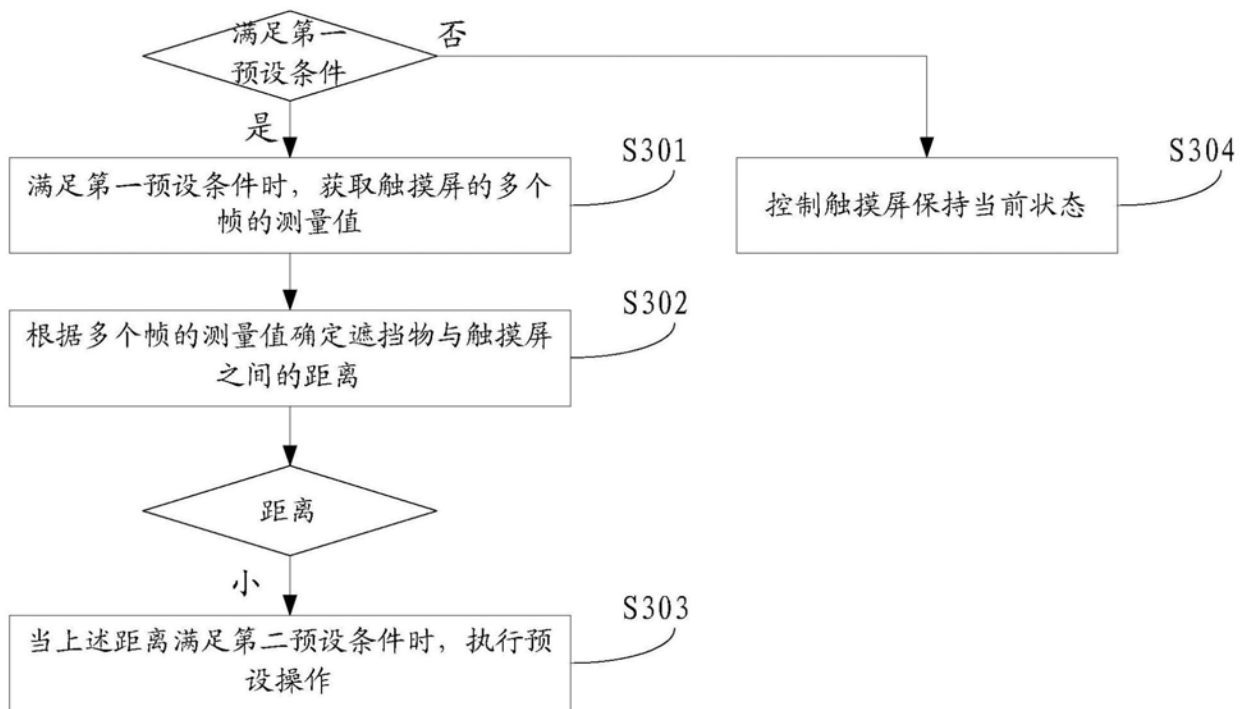 满足第一
预设条件
否
是
S301
满足第一预设条件时，获取触摸屏的多个
帧的测量值
S304
控制触摸屏保持当前状态
S302
根据多个帧的测量值确定遮挡物与触摸屏
之间的距离
距离
小
S303
当上述距离满足第二预设条件时，执行预
设操作